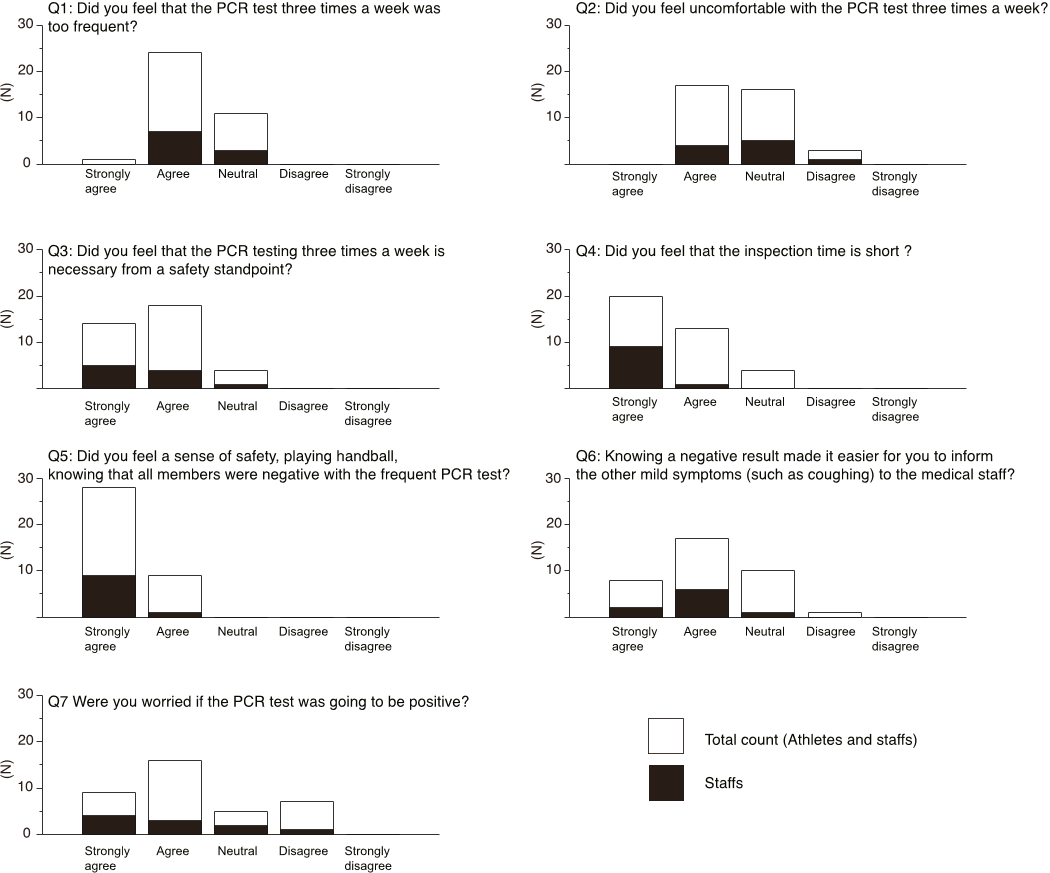 Q1: Did you feel that the PCR test three times a week was
too frequent?
30
20
10
0
(N)
Strongly agree
Agree
Neutral
Disagree
Strongly disagree
Q2: Did you feel uncomfortable with the PCR test three times a week?
30
20
10
(N)
Strongly agree
Agree
Neutral
Disagree
Strongly disagree
Q3: Did you feel that the PCR testing three times a week is
necessary from a safety standpoint?
30
20
10
(N)
Strongly agree
Agree
Neutral
Disagree
Strongly disagree
Q4: Did you feel that the inspection time is short ?
30
20
10
(N)
Strongly agree
Agree
Neutral
Disagree
Strongly disagree
Q5: Did you feel a sense of safety, playing handball,
knowing that all members were negative with the frequent PCR test?
30
20
10
(N)
Strongly agree
Agree
Neutral
Disagree
Strongly disagree
Q6: Knowing a negative result made it easier for you to inform
the other mild symptoms (such as coughing) to the medical staff?
30
20
10
(N)
Strongly agree
Agree
Neutral
Disagree
Strongly disagree
Q7 Were you worried if the PCR test was going to be positive?
30
20
10
0
(N)
Strongly agree
Agree
Neutral
Disagree
Strongly disagree
Total count (Athletes and staffs)
Staffs